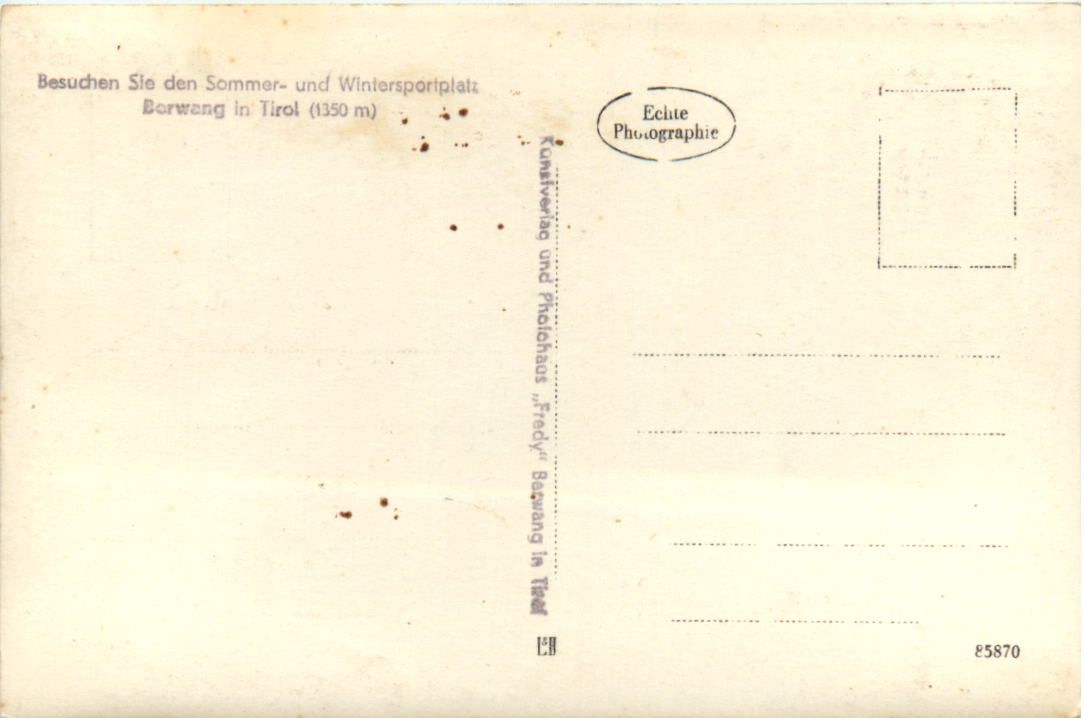 Besuchen Sie den Sommer- und Wintersportplatz
Berwang in Tirol (1350 m)
Echte
Photographie
Kunstverlag und Photohaus „Fredy“ Berwang in Tirol
85870